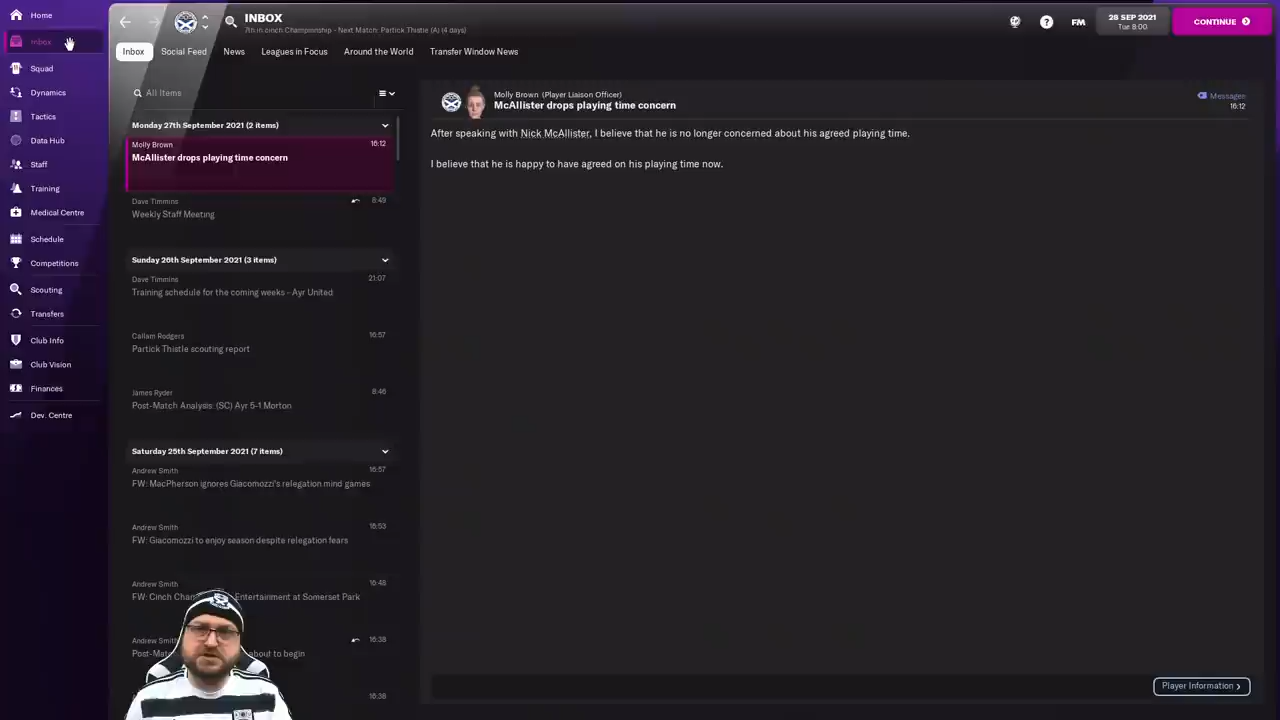 Home
Inbox
Squad
Dynamics
Tactics
Data Hub
Staff
Training
Medical Centre
Schedule
Competitions
Scouting
Transfers
Club Info
Club Vision
Finances
Dev. Centre
INBOX
7th in cinch Championship - Next Match: Partick Thistle (A) (4 days)
FM
28 SEP 2021
Tue 8:00
CONTINUE
Inbox Social Feed News Leagues in Focus Around the World Transfer Window News
All Items
Monday 27th September 2021 (2 items)
Molly Brown 16:12
McAllister drops playing time concern
Dave Timmins 8:49
Weekly Staff Meeting
Sunday 26th September 2021 (3 items)
Dave Timmins 21:07
Training schedule for the coming weeks - Ayr United
Callam Rodgers 16:57
Partick Thistle scouting report
James Ryder 8:46
Post-Match Analysis: (SC) Ayr 5-1 Morton
Saturday 25th September 2021 (7 items)
Andrew Smith 16:57
FW: MacPherson ignores Giacomozzi's relegation mind games
Andrew Smith 16:53
FW: Giacomozzi to enjoy season despite relegation fears
Andrew Smith 16:48
FW: Cinch Entertainment at Somerset Park
Andrew Smith 16:38
about to begin
16:38
Molly Brown (Player Liaison Officer)
McAllister drops playing time concern
Messages
16:12
After speaking with Nick McAllister, I believe that he is no longer concerned about his agreed playing time.
I believe that he is happy to have agreed on his playing time now.
Player Information